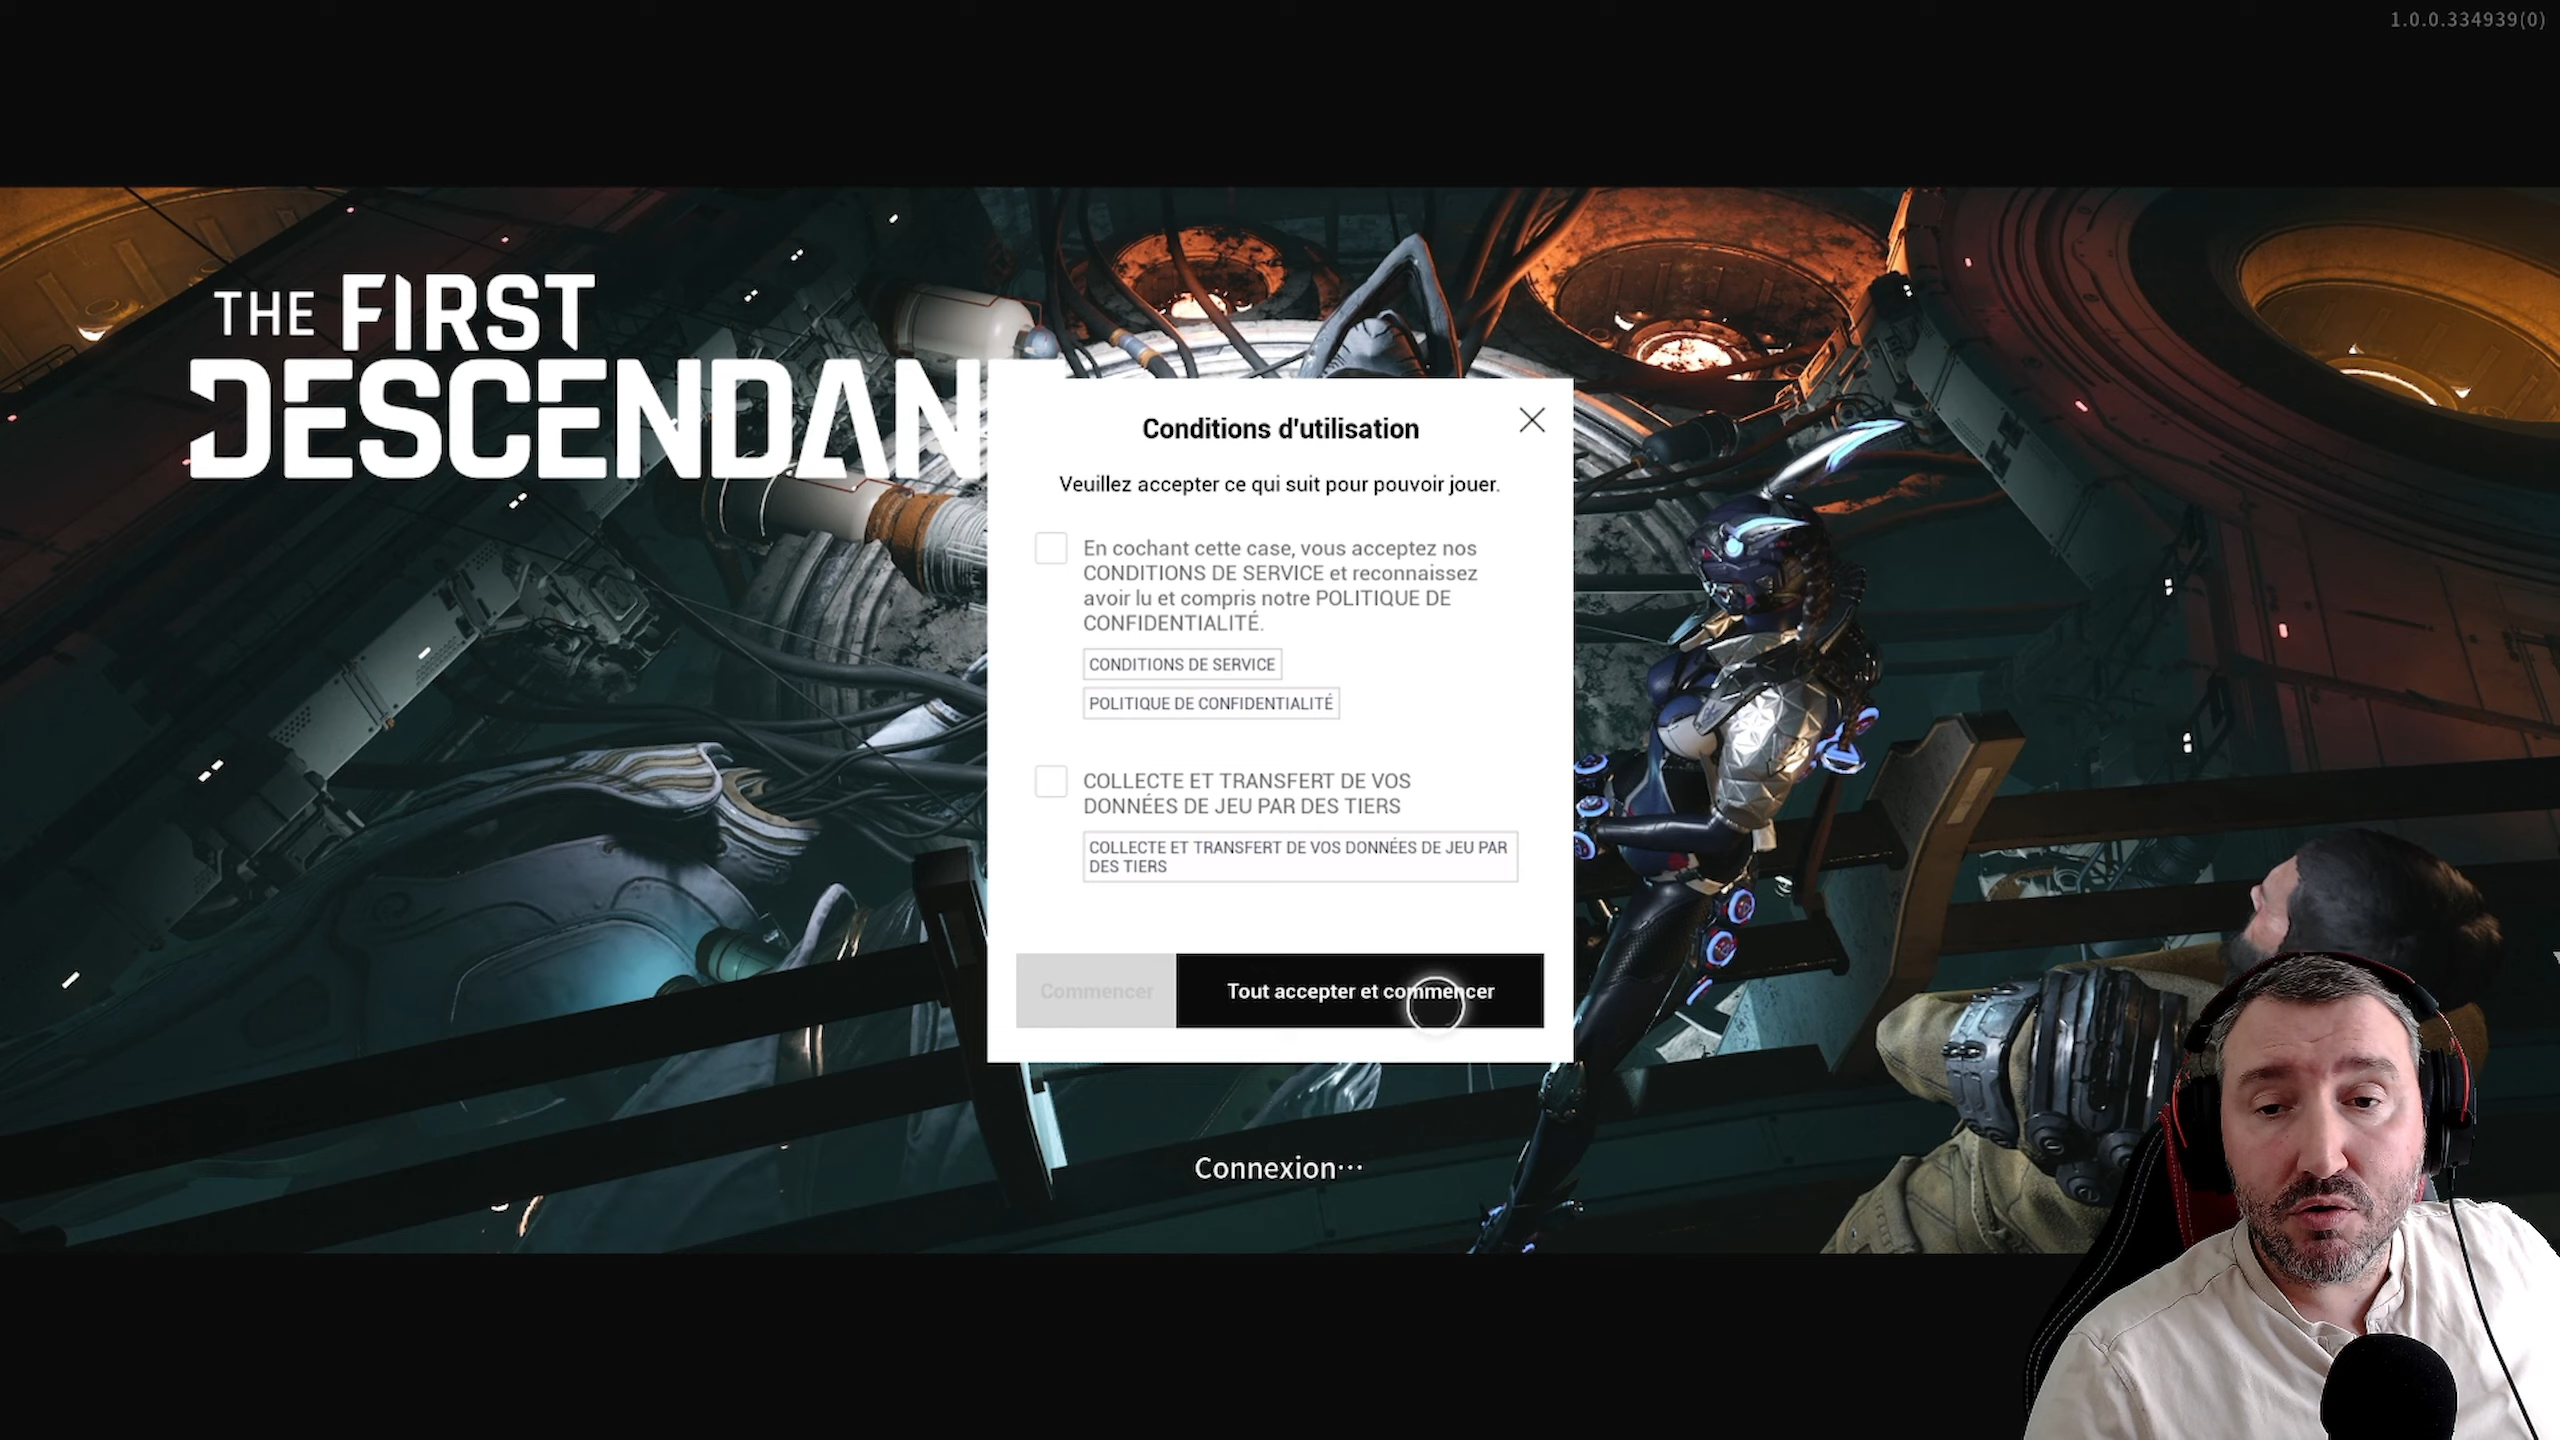 1.0.0.334939(0)
THE FIRST
DESCENDAN
Conditions d'utilisation
Veuillez accepter ce qui suit pour pouvoir jouer.
En cochant cette case, vous acceptez nos
CONDITIONS DE SERVICE et reconnaissez
avoir lu et compris notre POLITIQUE DE
CONFIDENTIALITÉ.
CONDITIONS DE SERVICE
POLITIQUE DE CONFIDENTIALITÉ
COLLECTE ET TRANSFERT DE VOS
DONNÉES DE JEU PAR DES TIERS
COLLECTE ET TRANSFERT DE VOS DONNÉES DE JEU PAR
DES TIERS
Commencer
Tout accepter et commencer
Connexion···